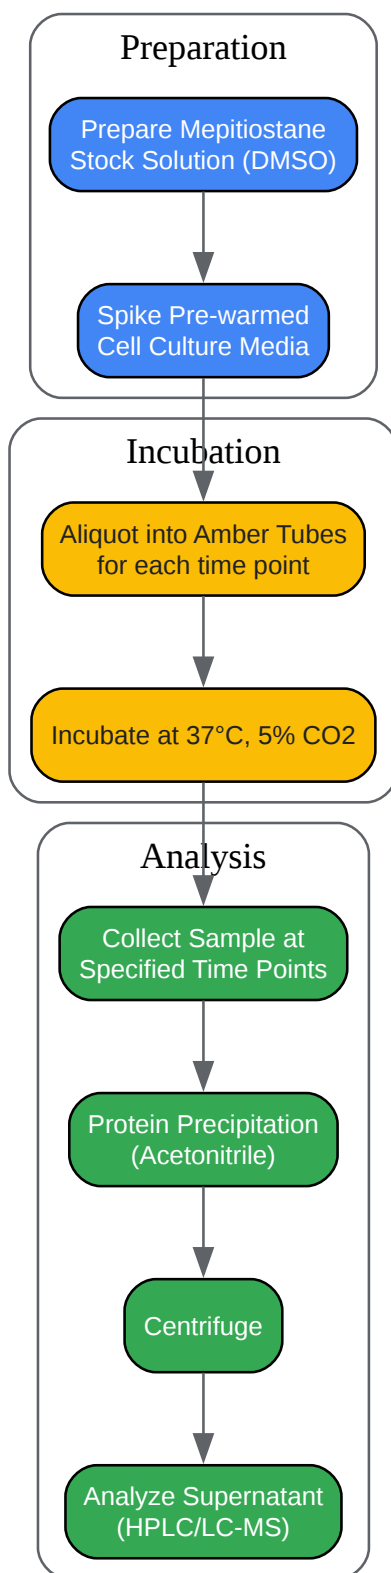 Preparation
Prepare Mepitiostane
Stock Solution (DMSO)
Spike Pre-warmed
Cell Culture Media
Incubation
Aliquot into Amber Tubes
for each time point
Incubate at 37°C, 5% CO2
Analysis
Collect Sample at
Specified Time Points
Protein Precipitation
(Acetonitrile)
Centrifuge
Analyze Supernatant
(HPLC/LC-MS)